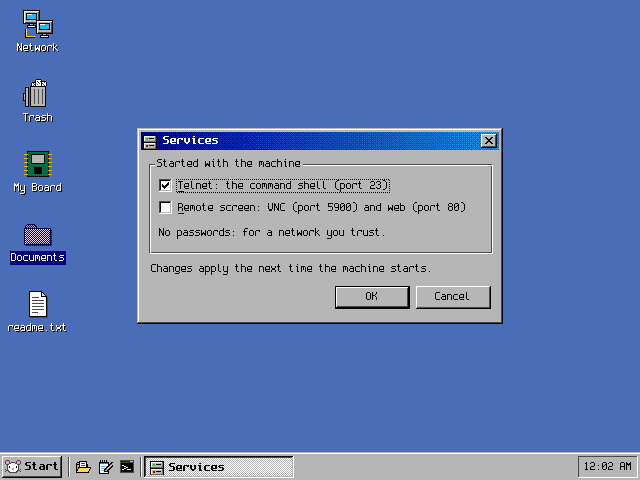 Network
Trash
My Board
Documents
readme.txt
Services
Started with the machine
Telnet: the command shell (port 23)
Remote screen: VNC (port 5900) and web (port 80)
No passwords: for a network you trust.
Changes apply the next time the machine starts.
OK
Cancel
Start
Services
12:02 AM